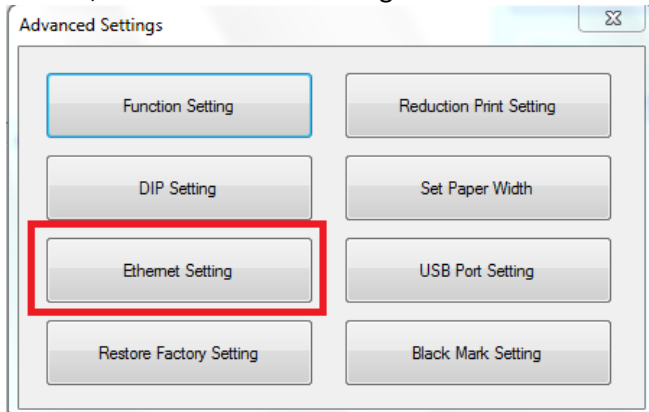 Advanced Settings
Function Setting
Reduction Print Setting
DIP Setting
Set Paper Width
Ethernet Setting
USB Port Setting
Restore Factory Setting
Black Mark Setting